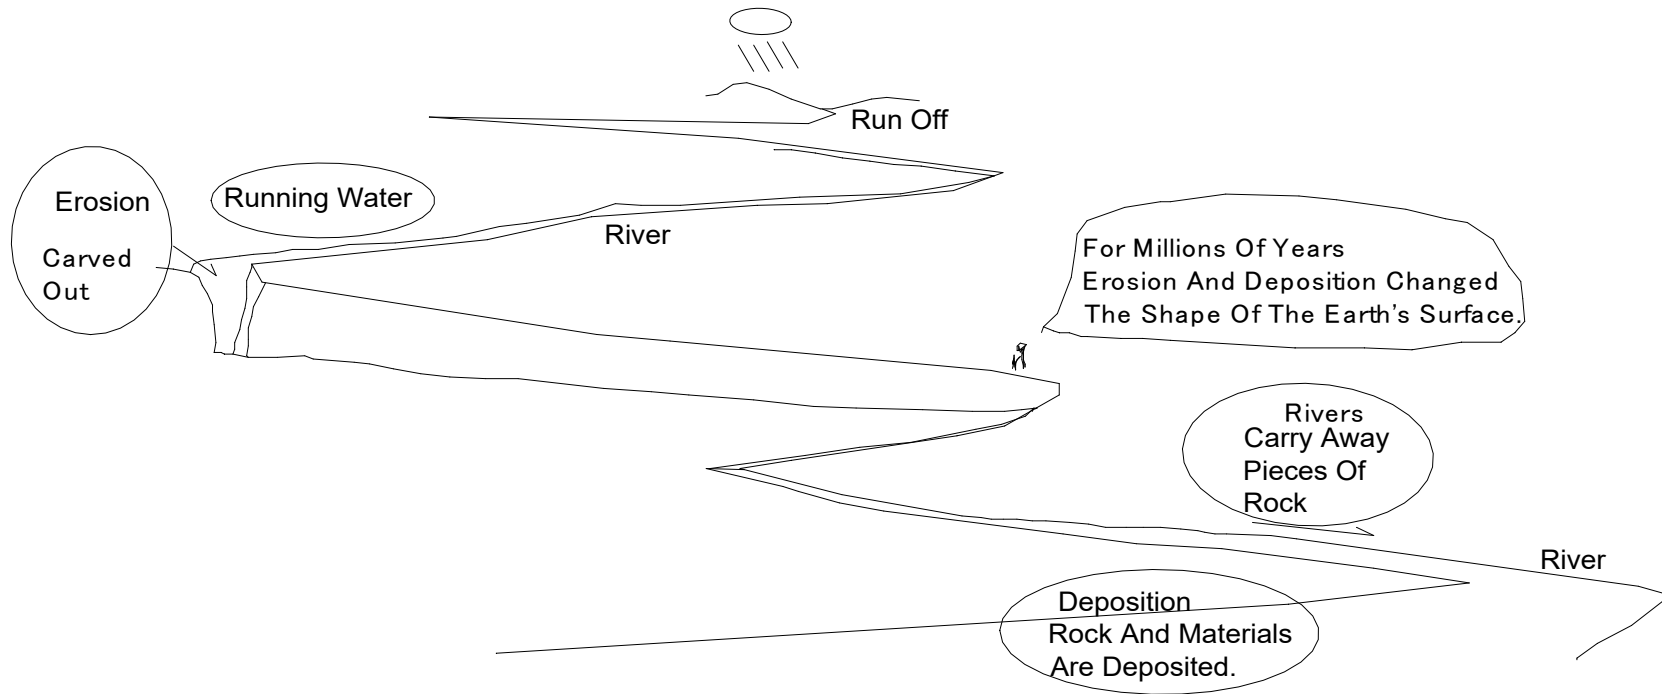 Run Off
Erosion
Carved
Out
Running Water
River
For Millions Of Years
Erosion And Deposition Changed
The Shape Of The Earth's Surface.
Rivers
Carry Away
Pieces Of
Rock
River
Deposition
Rock And Materials
Are Deposited.